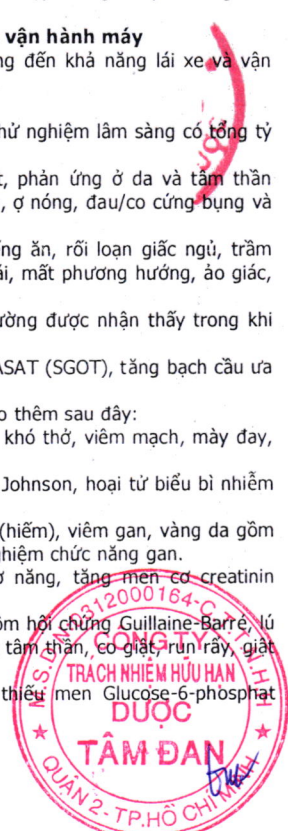 vận hành máy
ng đến khả năng lái xe và vận
hử nghiệm lâm sàng có tổng tỷ
t, phản ứng ở da và tâm thần
, ợ nóng, đau/co cứng bụng và
ng ăn, rối loạn giấc ngủ, trầm
ái, mất phương hướng, ảo giác,
ường được nhận thấy trong khi
ASAT (SGOT), tăng bạch cầu ưa
o thêm sau đây:
khó thở, viêm mạch, mày đay,
Johnson, hoại tử biểu bì nhiễm
(hiếm), viêm gan, vàng da gồm
ghiệm chức năng gan.
ơ năng, tăng men cơ creatinin
ồm hội chứng Guillaine-Barré, lú
tâm thần, co giật, run rẩy, giật
thiếu men Glucose-6-phosphat
M.S.D.N: 0312000164-C.T.T.N.H.H
CÔNG TY
TRÁCH NHIỆM HỮU HẠN
DƯỢC
TÂM ĐAN
QUẬN 2 - TP.HỒ CHÍ MINH